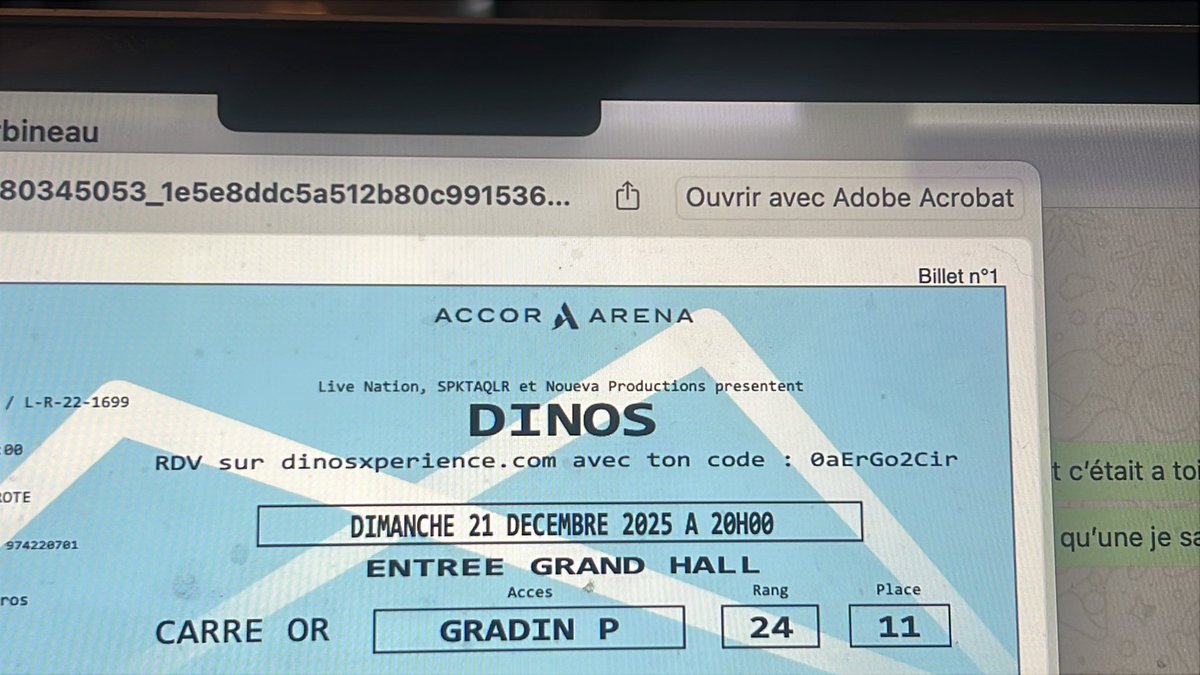 bineau
80345053_1e5e8ddc5a512b80c991536...
Ouvrir avec Adobe Acrobat
Billet n°1
ACCOR ARENA
Live Nation, SPKTAQLR et Noueva Productions presentent
DINOS
/ L-R-22-1699
RDV sur dinosxperience.com avec ton code : 0aErGo2Cir
:00
OTE
DIMANCHE 21 DECEMBRE 2025 A 20H00
974220701
ENTREE GRAND HALL
ros
Acces
Rang
Place
CARRE OR
GRADIN P
24
11
t c’était a toi
qu’une je sa